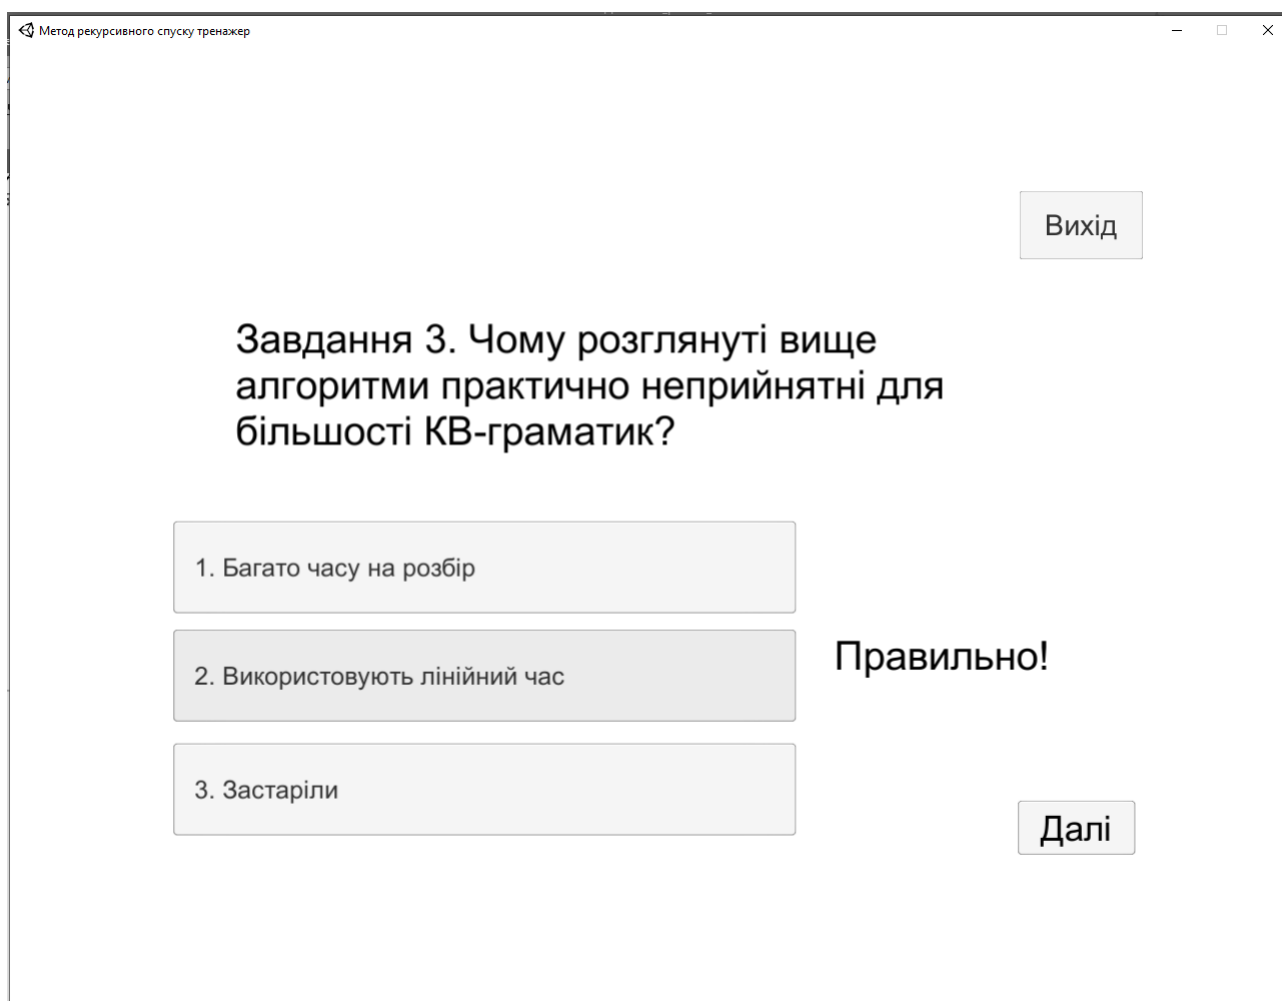 Метод рекурсивного спуску тренажер
Вихід
Завдання 3. Чому розглянуті вище
алгоритми практично неприйнятні для
більшості КВ-граматик?
1. Багато часу на розбір
2. Використовують лінійний час
Правильно!
3. Застаріли
Далі